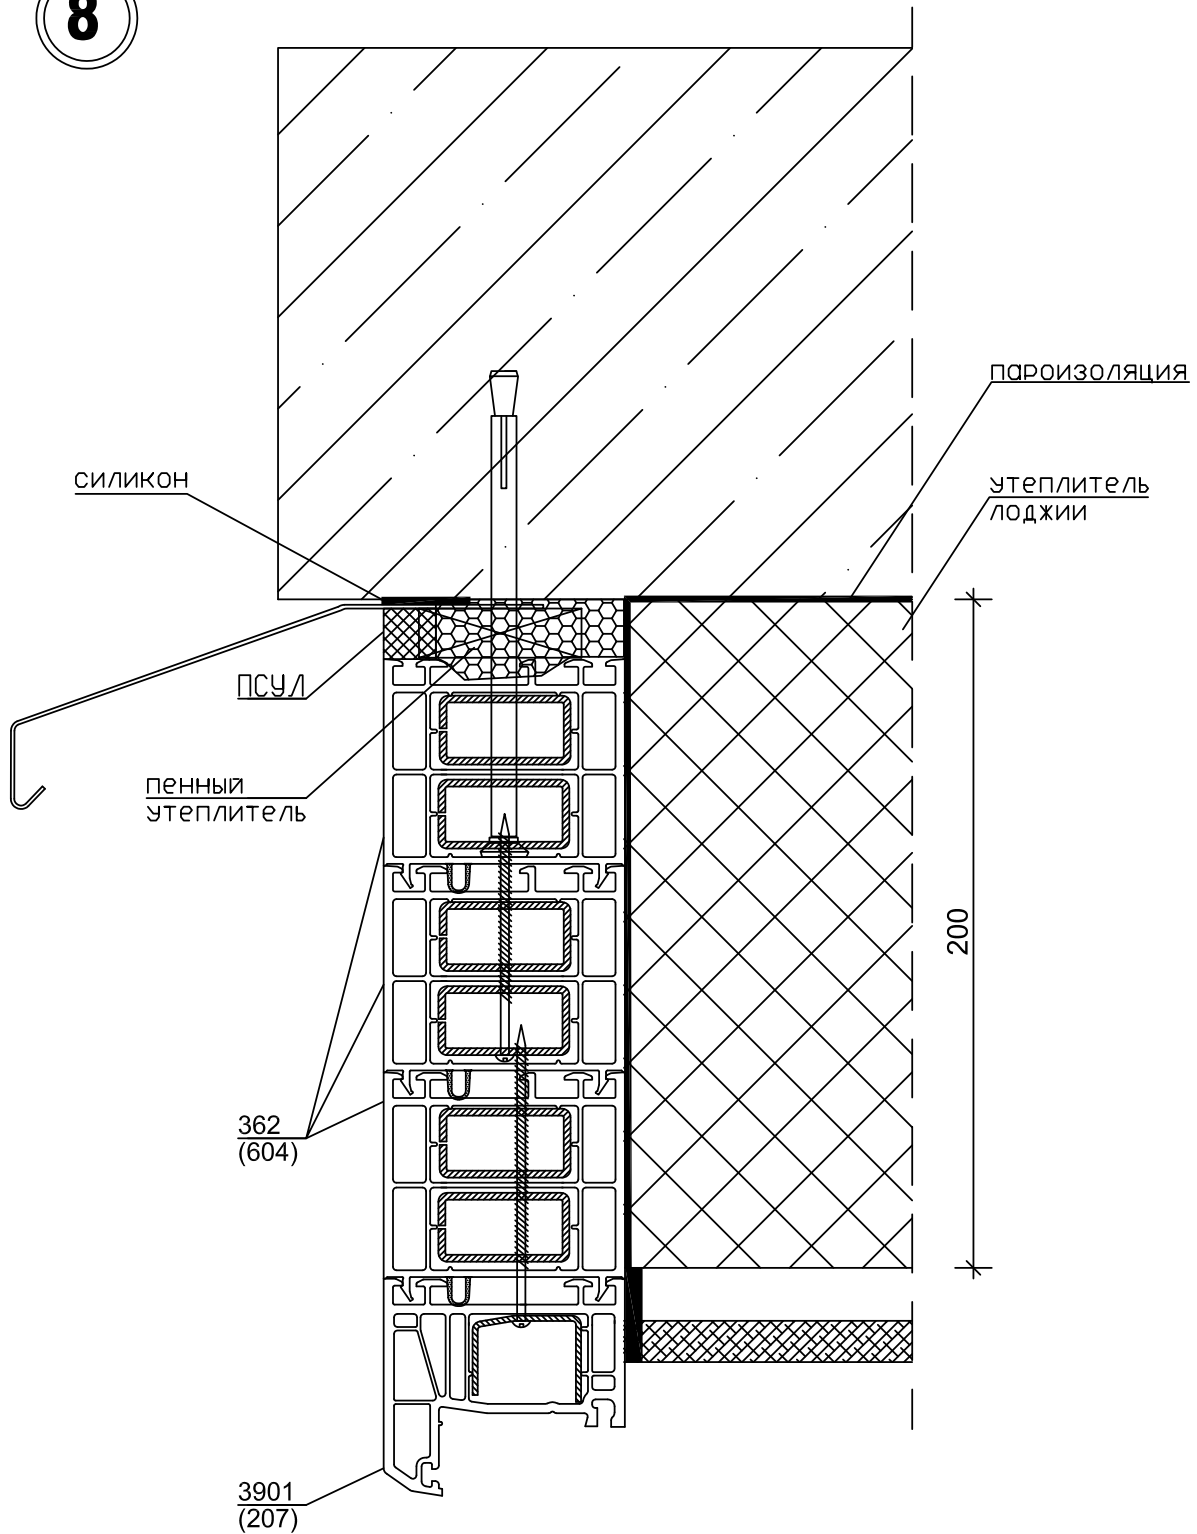 8
пароизоляция
силикон
утеплитель
лоджии
ПСУЛ
пенный
утеплитель
200
362
(604)
3901
(207)